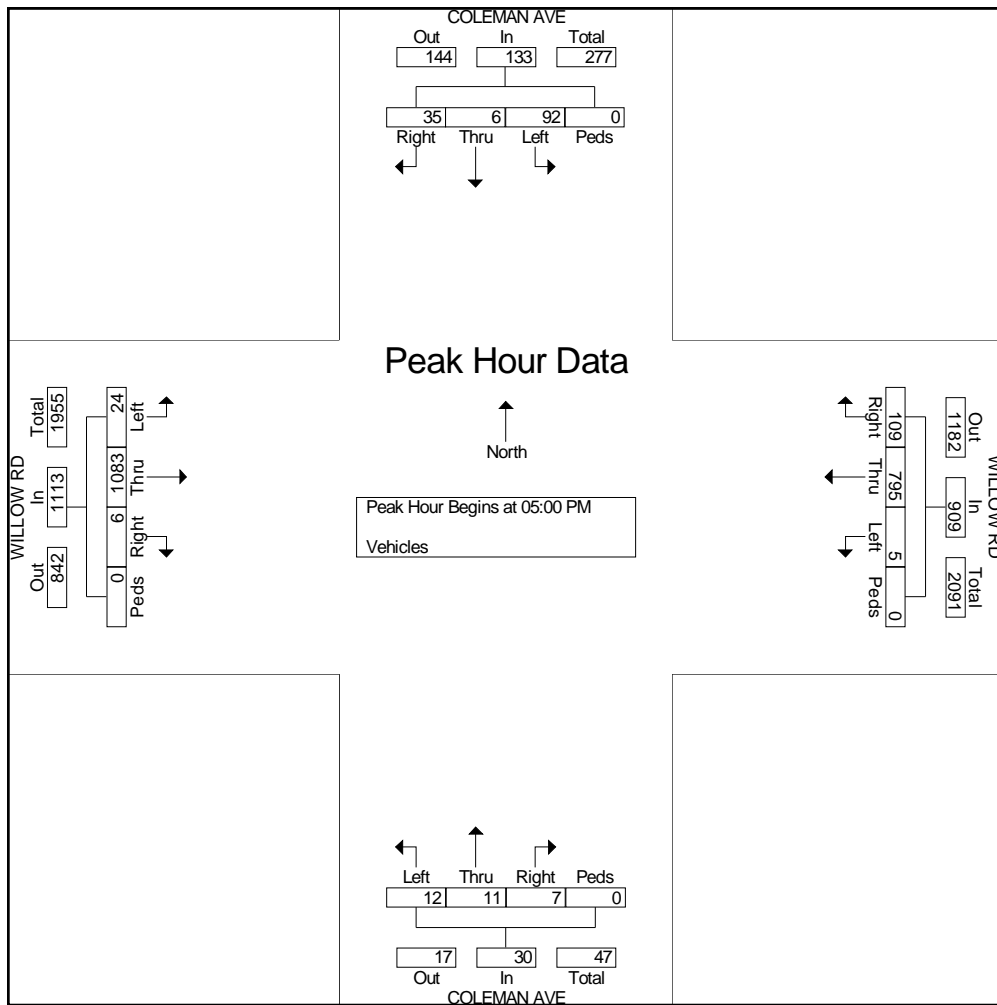 COLEMAN AVE
Out In Total
144 133 277
35 6 92 0
Right Thru Left Peds
Peak Hour Data
North
Peak Hour Begins at 05:00 PM
Vehicles
WILLOW RD
Total In Out
1955 1113 842
24 1083 6 0
Left Thru Right Peds
WILLOW RD
Out In Total
1182 909 2091
109 795 5 0
Right Thru Left Peds
Left Thru Right Peds
12 11 7 0
17 30 47
Out In Total
COLEMAN AVE